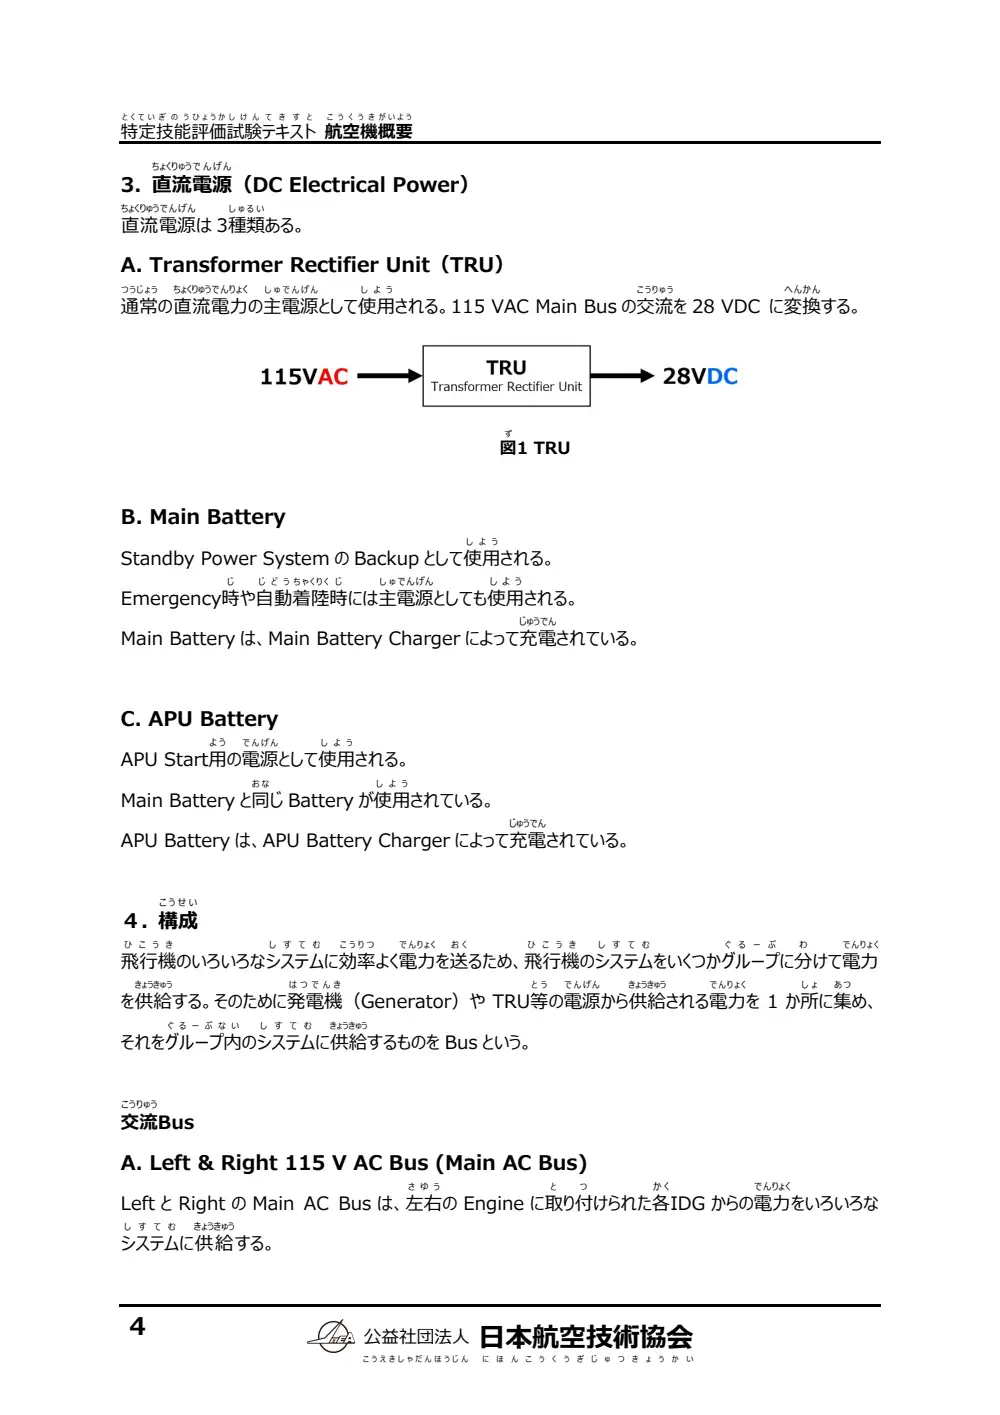 とくていぎのうひょうかしけんてきすと こうくうきがいよう
特定技能評価試験テキスト 航空機概要
ちょくりゅうでんげん
3. 直流電源（DC Electrical Power）
ちょくりゅうでんげん しゅるい
直流電源は 3種類ある。
A. Transformer Rectifier Unit（TRU）
つうじょう ちょくりゅうでんりょく しゅでんげん しよう こうりゅう へんかん
通常の直流電力の主電源として使用される。115 VAC Main Bus の交流を 28 VDC に変換する。
115VAC TRU 28VDC
Transformer Rectifier Unit
ず
図1 TRU
B. Main Battery
しよう
Standby Power System の Backup として使用される。
じ じどうちゃくりくじ しゅでんげん しよう
Emergency時や自動着陸時には主電源としても使用される。
じゅうでん
Main Battery は、Main Battery Charger によって充電されている。
C. APU Battery
よう でんげん しよう
APU Start用の電源として使用される。
おな しよう
Main Battery と同じ Battery が使用されている。
じゅうでん
APU Battery は、APU Battery Charger によって充電されている。
こうせい
４. 構成
ひこうき しすてむ こうりつ でんりょく おく ひこうき しすてむ ぐるーぷ わ でんりょく
飛行機のいろいろなシステムに効率よく電力を送るため、飛行機のシステムをいくつかグループに分けて電力
きょうきゅう はつでんき とう でんげん きょうきゅう でんりょく しょ あつ
を供給する。そのために発電機（Generator）や TRU等の電源から供給される電力を 1 か所に集め、
ぐるーぷない しすてむ きょうきゅう
それをグループ内のシステムに供給するものを Bus という。
こうりゅう
交流Bus
A. Left & Right 115 V AC Bus (Main AC Bus)
さゆう と つ かく でんりょく
Left と Right の Main AC Bus は、左右の Engine に取り付けられた各IDG からの電力をいろいろな
しすてむ きょうきゅう
システムに供給する。
4
公益社団法人 日本航空技術協会
こうえきしゃだんほうじん にほんこうくうぎじゅつきょうかい